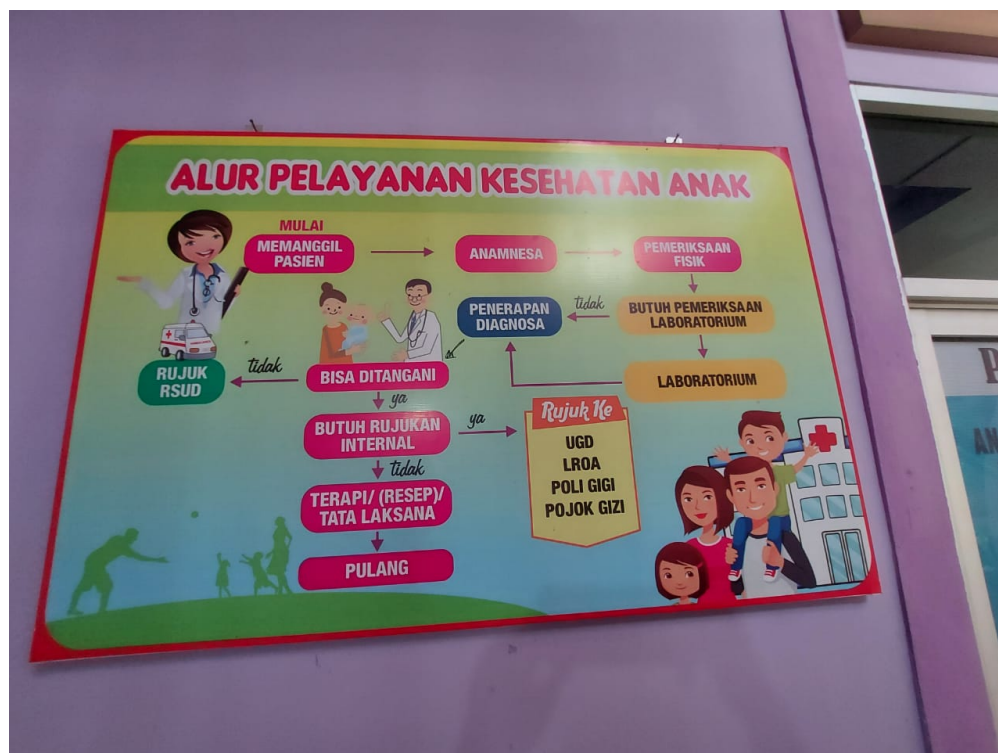 ALUR PELAYANAN KESEHATAN ANAK
MULAI
MEMANGGIL
PASIEN
ANAMNESA
PEMERIKSAAN
FISIK
BUTUH PEMERIKSAAN
LABORATORIUM
tidak
PENERAPAN
DIAGNOSA
LABORATORIUM
BISA DITANGANI
tidak
RUJUK
RSUD
ya
BUTUH RUJUKAN
INTERNAL
ya
Rujuk Ke
UGD
LROA
POLI GIGI
POJOK GIZI
tidak
TERAPI/ (RESEP)/
TATA LAKSANA
PULANG